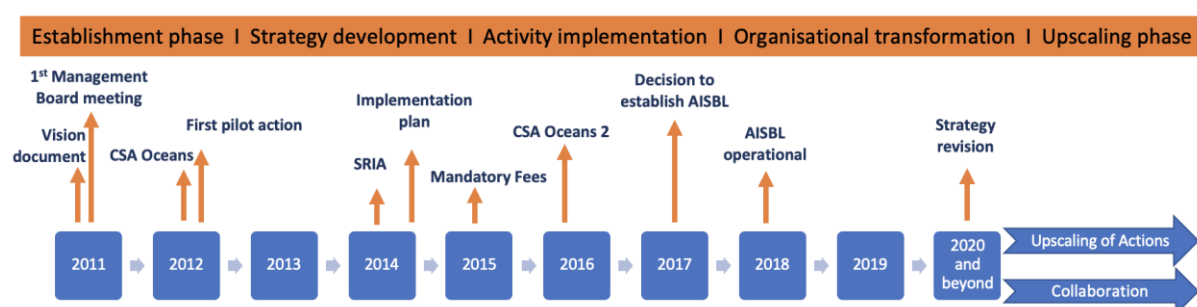 Establishment phase I Strategy development I Activity implementation I Organisational transformation I Upscaling phase
1st Management
Board meeting
Vision
document
CSA Oceans
First pilot action
SRIA
Implementation
plan
Mandatory Fees
CSA Oceans 2
Decision to
establish AISBL
AISBL
operational
Strategy
revision
2011
2012
2013
2014
2015
2016
2017
2018
2019
2020
and
beyond
Upscaling of Actions
Collaboration